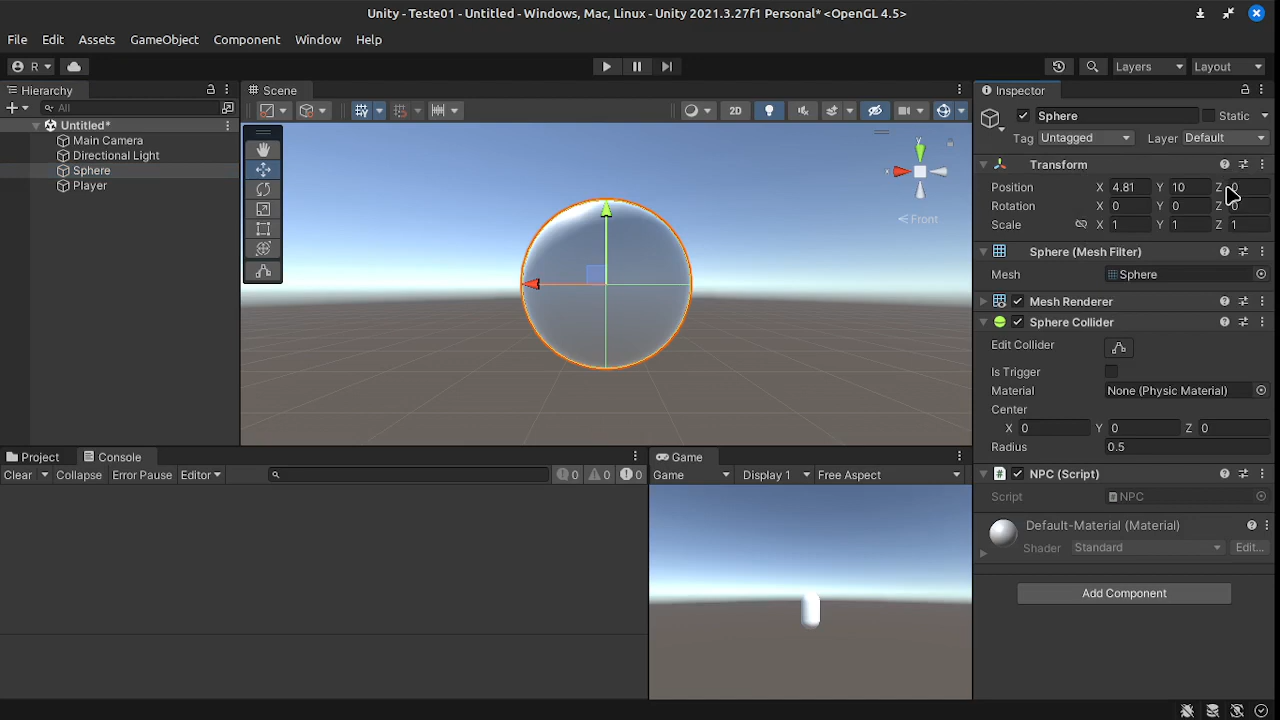 Unity - Teste01 - Untitled - Windows, Mac, Linux - Unity 2021.3.27f1 Personal* <OpenGL 4.5>
File Edit Assets GameObject Component Window Help
R Layers Layout
Hierarchy
All
Untitled*
Main Camera
Directional Light
Sphere
Player
Scene
2D
y
x
Front
Inspector
Sphere Static
Tag Untagged Layer Default
Transform
Position X 4.81 Y 10 Z 0
Rotation X 0 Y 0 Z 0
Scale X 1 Y 1 Z 1
Sphere (Mesh Filter)
Mesh Sphere
Mesh Renderer
Sphere Collider
Edit Collider
Is Trigger
Material None (Physic Material)
Center
X 0 Y 0 Z 0
Radius 0.5
NPC (Script)
Script NPC
Default-Material (Material)
Shader Standard Edit...
Add Component
Project Console
Clear Collapse Error Pause Editor 0 0 0
Game
Game Display 1 Free Aspect